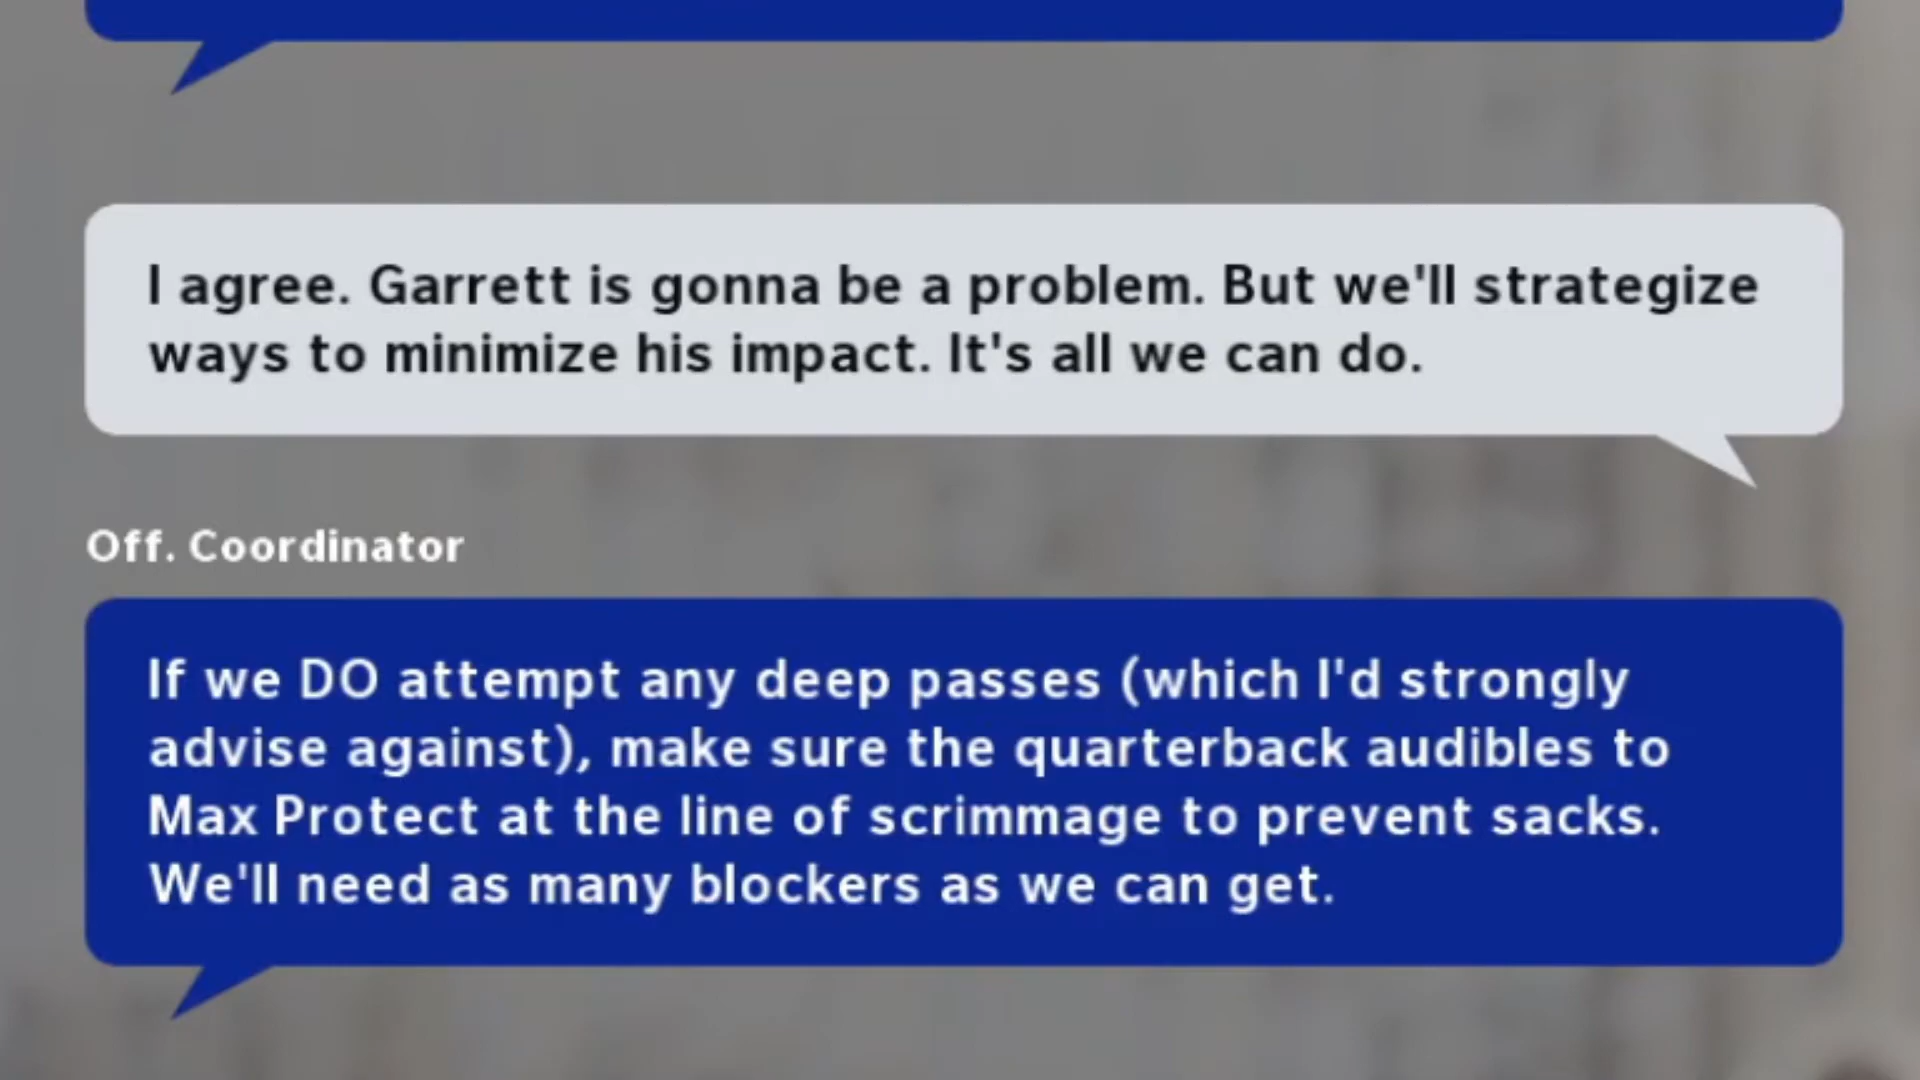 I agree. Garrett is gonna be a problem. But we'll strategize
ways to minimize his impact. It's all we can do.
Off. Coordinator
If we DO attempt any deep passes (which I'd strongly
advise against), make sure the quarterback audibles to
Max Protect at the line of scrimmage to prevent sacks.
We'll need as many blockers as we can get.